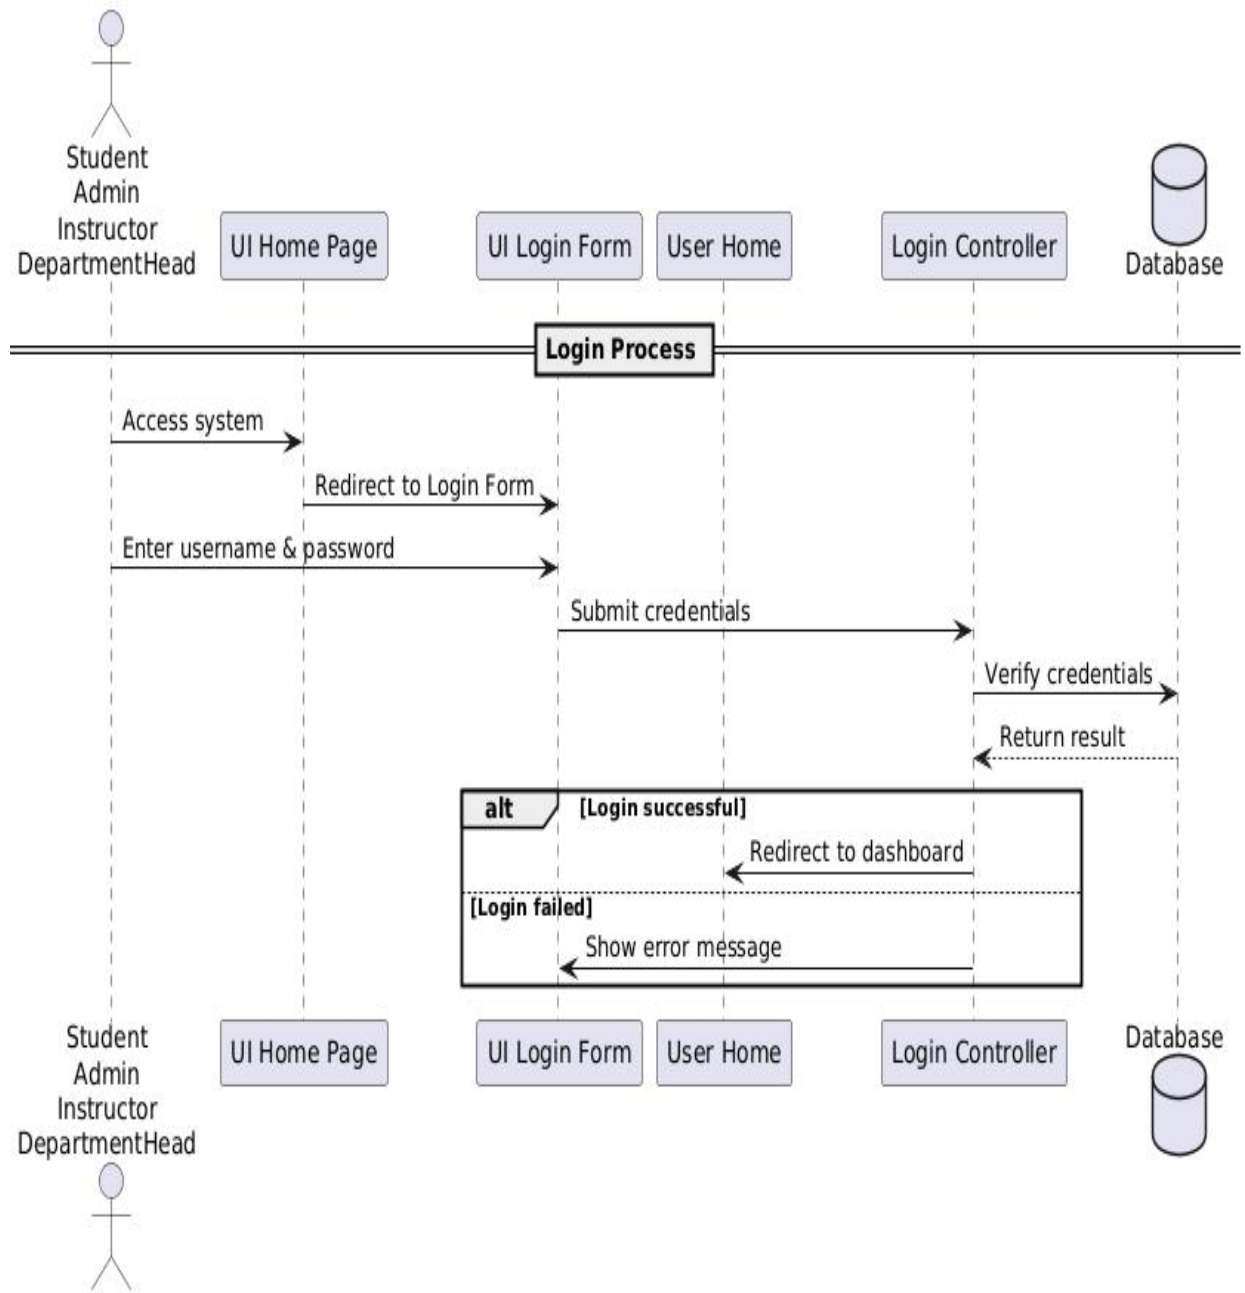 Student
Admin
Instructor
DepartmentHead
UI Home Page
UI Login Form
User Home
Login Controller
Database
Login Process
Access system
Redirect to Login Form
Enter username & password
Submit credentials
Verify credentials
Return result
alt
[Login successful]
Redirect to dashboard
[Login failed]
Show error message
Student
Admin
Instructor
DepartmentHead
UI Home Page
UI Login Form
User Home
Login Controller
Database